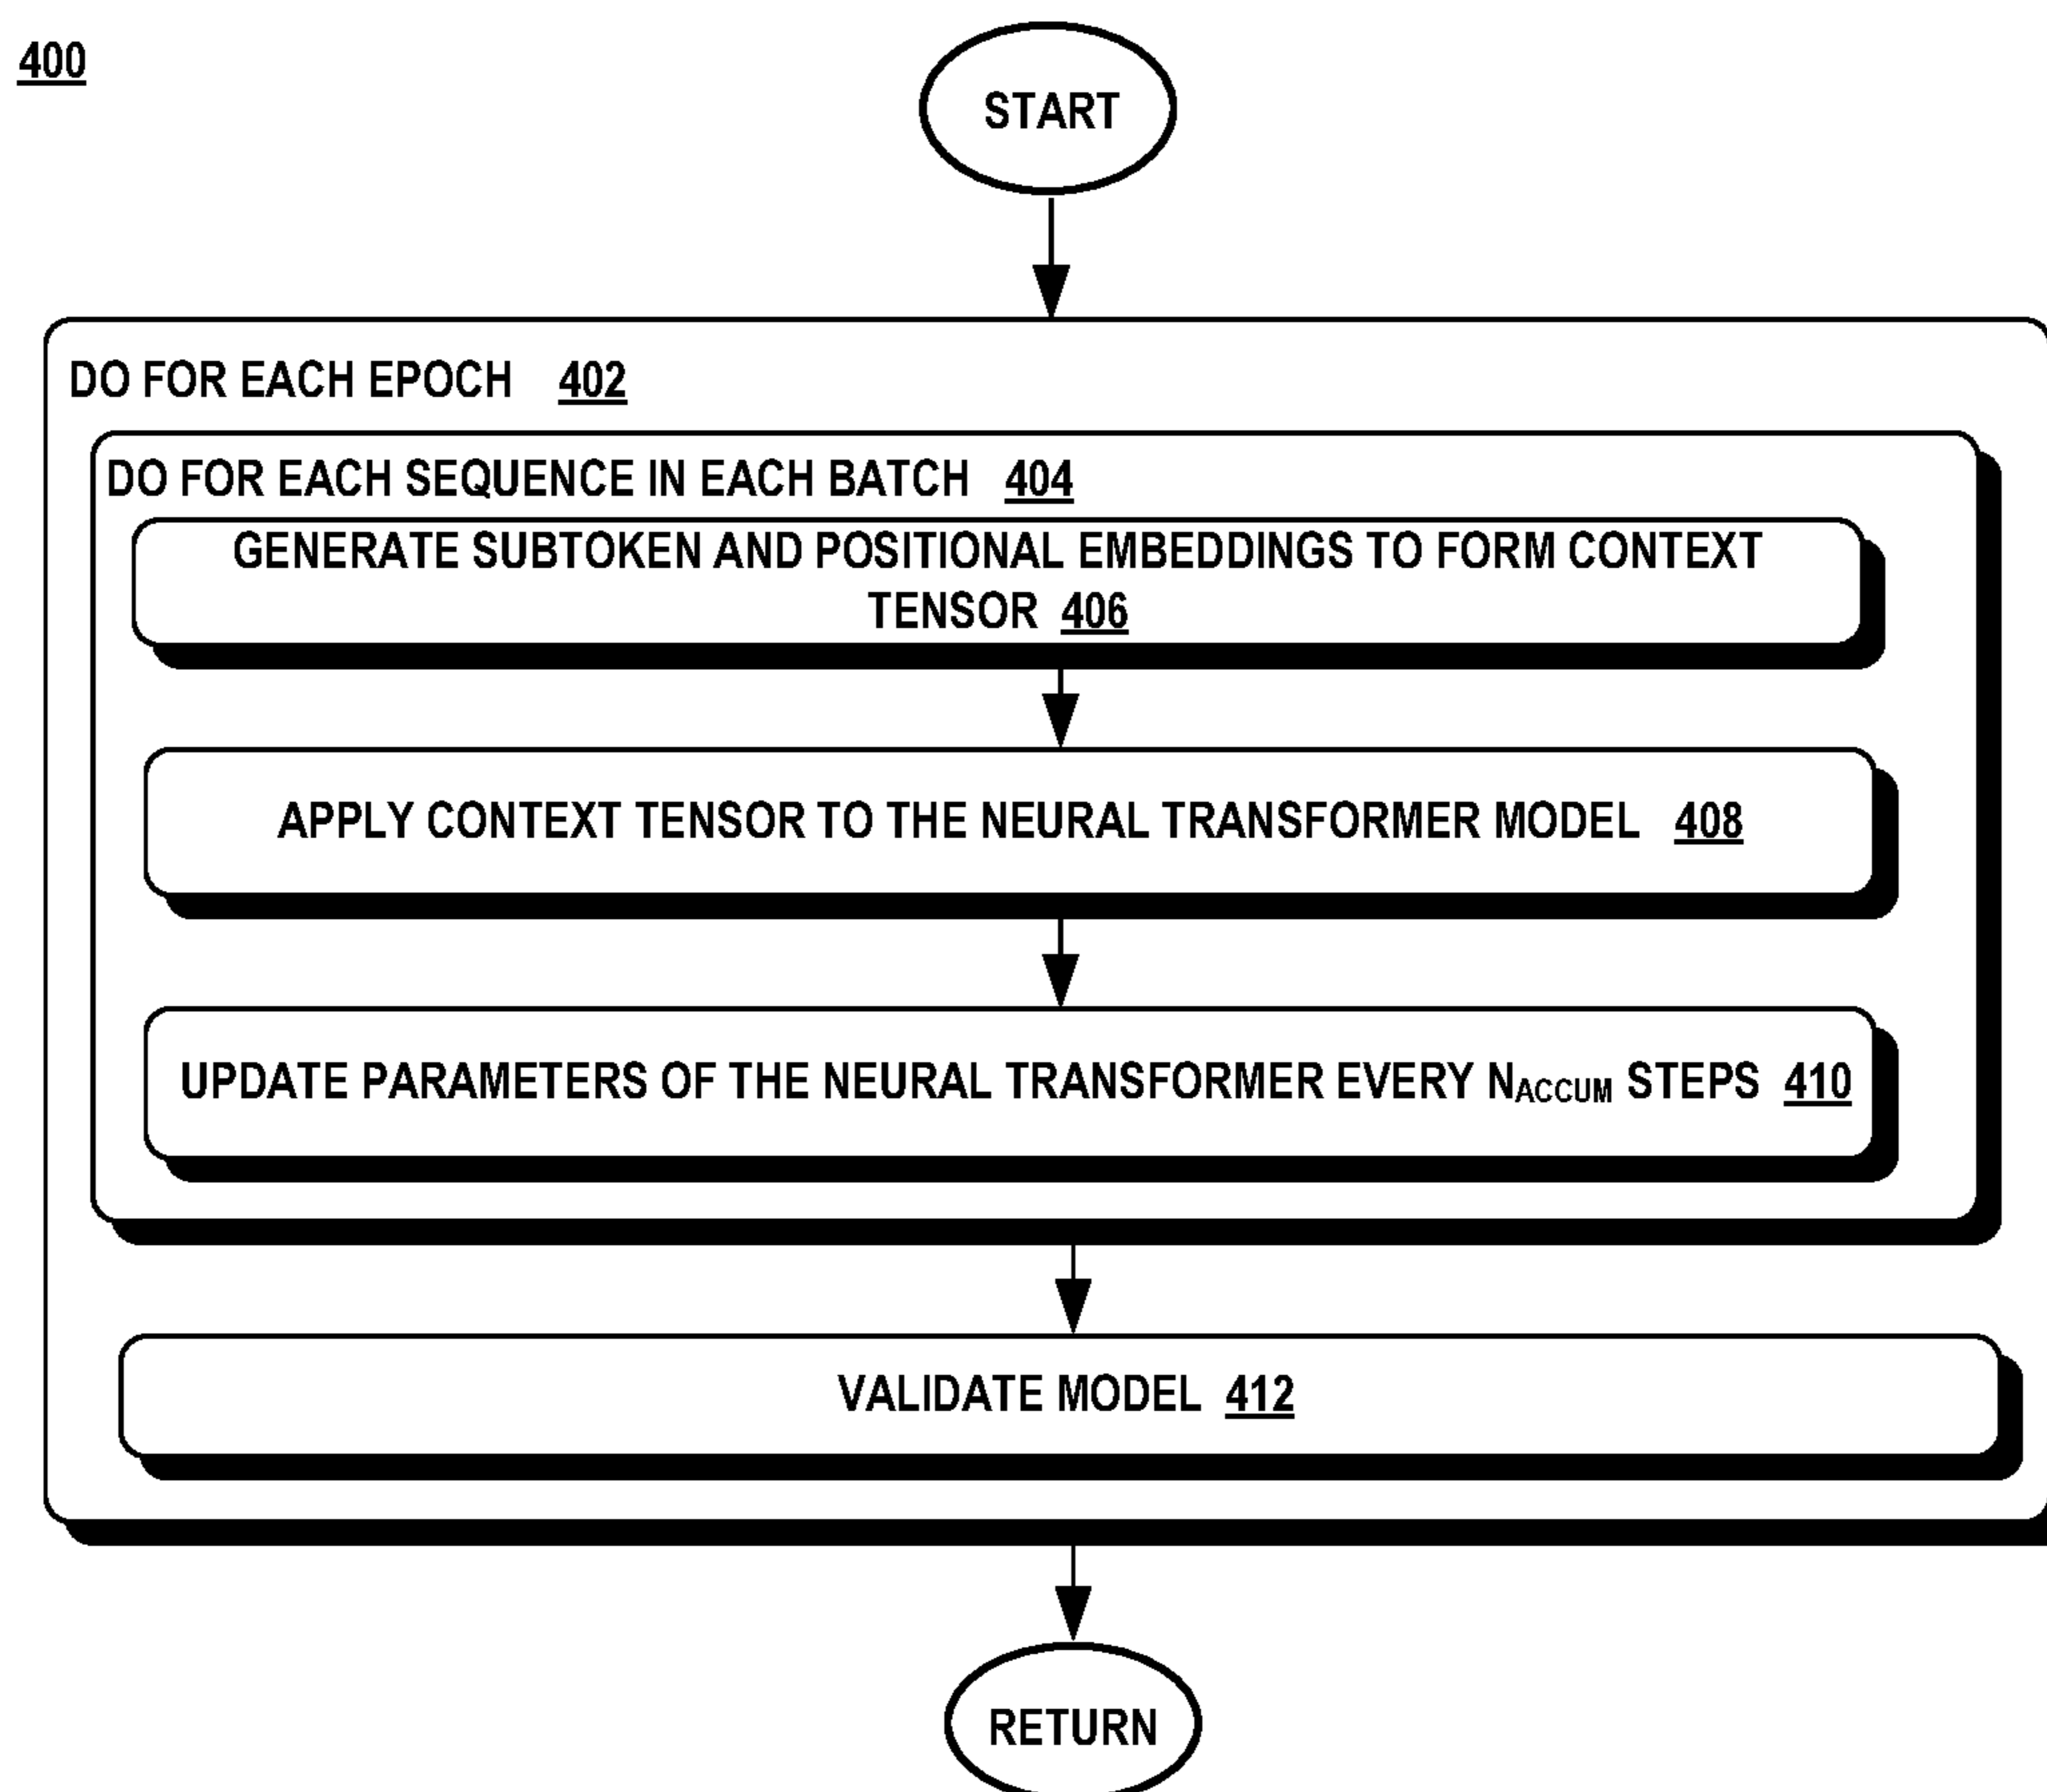 400
START
DO FOR EACH EPOCH 402
DO FOR EACH SEQUENCE IN EACH BATCH 404
GENERATE SUBTOKEN AND POSITIONAL EMBEDDINGS TO FORM CONTEXT
TENSOR 406
APPLY CONTEXT TENSOR TO THE NEURAL TRANSFORMER MODEL 408
UPDATE PARAMETERS OF THE NEURAL TRANSFORMER EVERY NACCUM STEPS 410
VALIDATE MODEL 412
RETURN